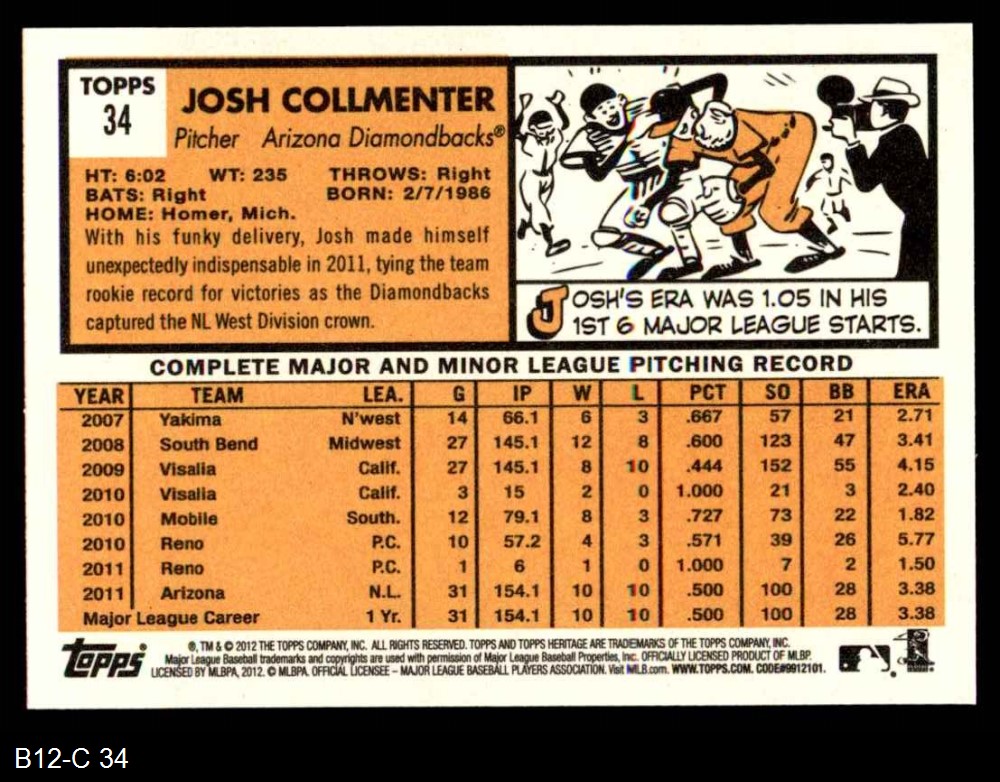 TOPPS
34
JOSH COLLMENTER
Pitcher Arizona Diamondbacks®
HT: 6:02 WT: 235 THROWS: Right
BATS: Right BORN: 2/7/1986
HOME: Homer, Mich.
With his funky delivery, Josh made himself
unexpectedly indispensable in 2011, tying the team
rookie record for victories as the Diamondbacks
captured the NL West Division crown.
JOSH'S ERA WAS 1.05 IN HIS
1ST 6 MAJOR LEAGUE STARTS.
COMPLETE MAJOR AND MINOR LEAGUE PITCHING RECORD
YEAR TEAM LEA. G IP W L PCT SO BB ERA
2007 Yakima N'west 14 66.1 6 3 .667 57 21 2.71
2008 South Bend Midwest 27 145.1 12 8 .600 123 47 3.41
2009 Visalia Calif. 27 145.1 8 10 .444 152 55 4.15
2010 Visalia Calif. 3 15 2 0 1.000 21 3 2.40
2010 Mobile South. 12 79.1 8 3 .727 73 22 1.82
2010 Reno P.C. 10 57.2 4 3 .571 39 26 5.77
2011 Reno P.C. 1 6 1 0 1.000 7 2 1.50
2011 Arizona N.L. 31 154.1 10 10 .500 100 28 3.38
Major League Career 1 Yr. 31 154.1 10 10 .500 100 28 3.38
topps
®, TM & © 2012 THE TOPPS COMPANY, INC. ALL RIGHTS RESERVED. TOPPS AND TOPPS HERITAGE ARE TRADEMARKS OF THE TOPPS COMPANY, INC.
Major League Baseball trademarks and copyrights are used with permission of Major League Baseball Properties, Inc. OFFICIALLY LICENSED PRODUCT OF MLBP.
LICENSED BY MLBPA, 2012. © MLBPA. OFFICIAL LICENSEE – MAJOR LEAGUE BASEBALL PLAYERS ASSOCIATION. Visit MLB.com. WWW.TOPPS.COM. CODE#9912101.
B12-C 34